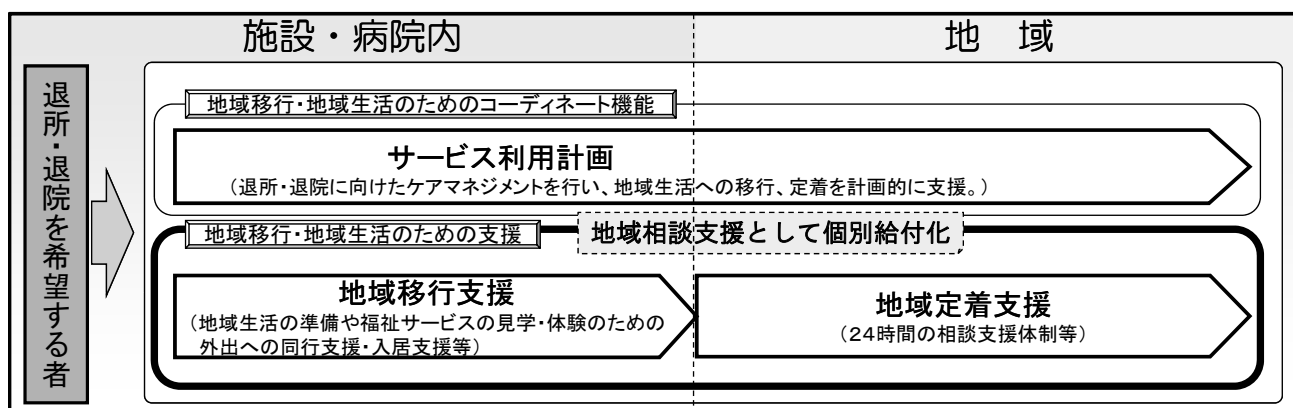 施設・病院内
地 域
退所・退院を希望する者
地域移行・地域生活のためのコーディネート機能
サービス利用計画
（退所・退院に向けたケアマネジメントを行い、地域生活への移行、定着を計画的に支援。）
地域移行・地域生活のための支援
地域相談支援として個別給付化
地域移行支援
（地域生活の準備や福祉サービスの見学・体験のための
外出への同行支援・入居支援等）
地域定着支援
（24時間の相談支援体制等）